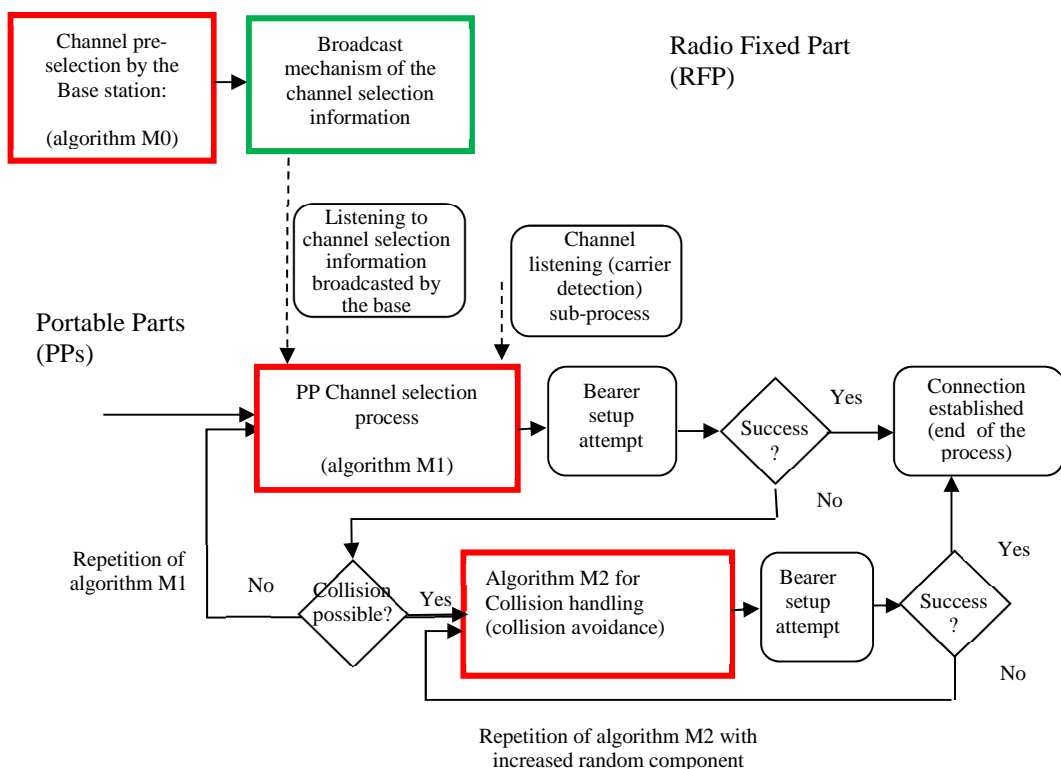 Channel pre-
selection by the
Base station:
(algorithm M0)
Broadcast
mechanism of the
channel selection
information
Radio Fixed Part
(RFP)
Listening to
channel selection
information
broadcasted by
the base
Channel
listening (carrier
detection)
sub-process
Portable Parts
(PPs)
PP Channel selection
process
(algorithm M1)
Bearer
setup
attempt
Success
?
Yes
Connection
established
(end of the
process)
No
Repetition of
algorithm M1
No
Collision
possible?
Yes
Algorithm M2 for
Collision handling
(collision avoidance)
Bearer
setup
attempt
Success
?
Yes
No
Repetition of algorithm M2 with
increased random component